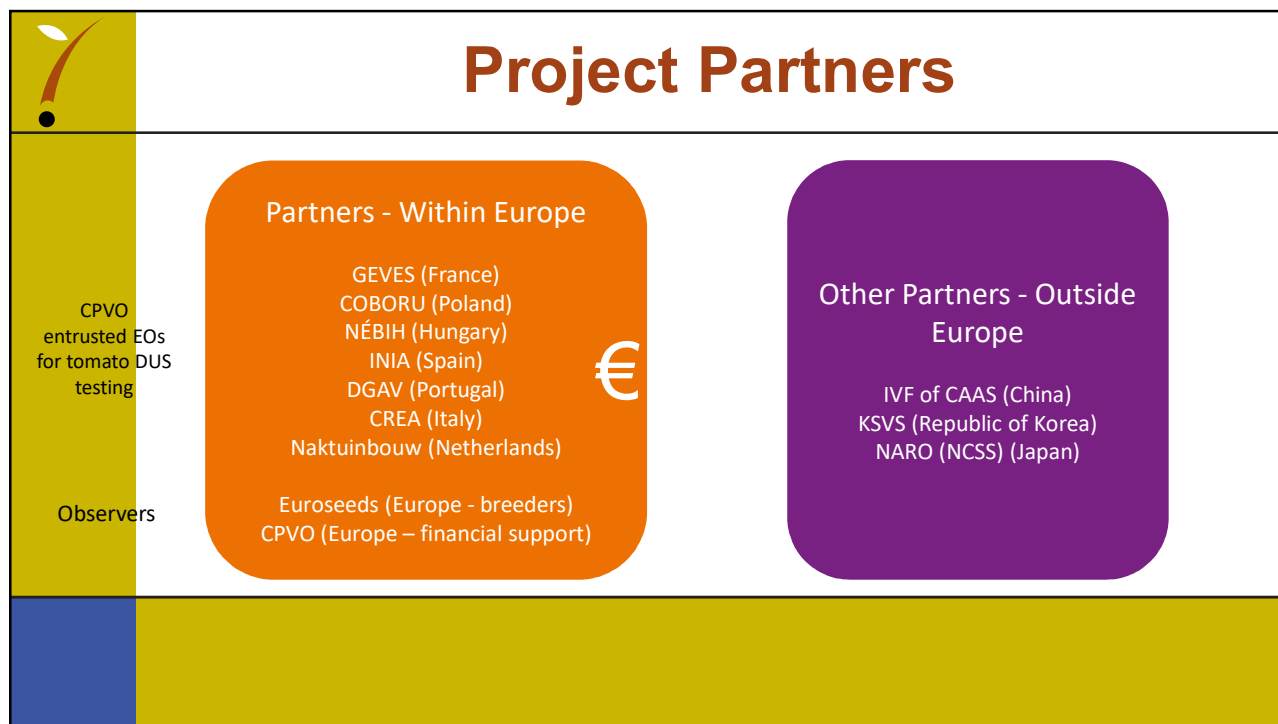 Project Partners
CPVO
entrusted EOs
for tomato DUS
testing
Observers
Partners - Within Europe
GEVES (France)
COBORU (Poland)
NÉBIH (Hungary)
INIA (Spain)
DGAV (Portugal)
CREA (Italy)
Naktuinbouw (Netherlands)
Euroseeds (Europe - breeders)
CPVO (Europe – financial support)
€
Other Partners - Outside
Europe
IVF of CAAS (China)
KSVS (Republic of Korea)
NARO (NCSS) (Japan)